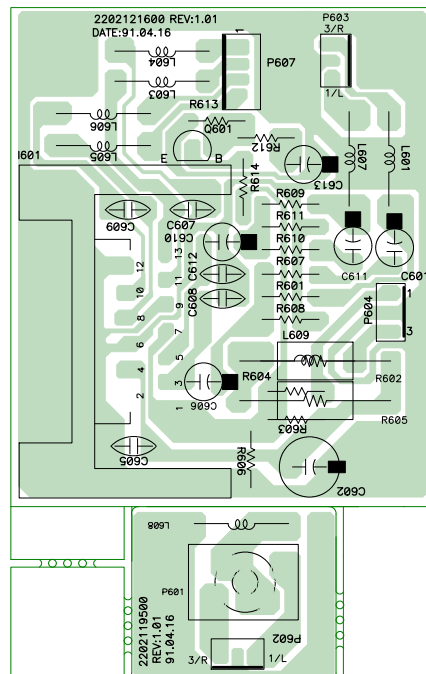 2202121600 REV:1.01
DATE:91.04.16
P603
3/R
1/L
L604
L603
1
P607
R613
Q601
L606
L605
E
B
R612
L607
L601
C613
R614
C609
C607
C610
C612
C608
R609
R611
R610
R607
R601
R608
C611
C601
P604
1
3
13
12
11
10
9
8
7
6
5
4
3
2
1
L609
R604
R602
R605
R603
C606
C605
R606
C602
L608
P601
P602
3/R
1/L
2202119500
REV:1.01
91.04.16